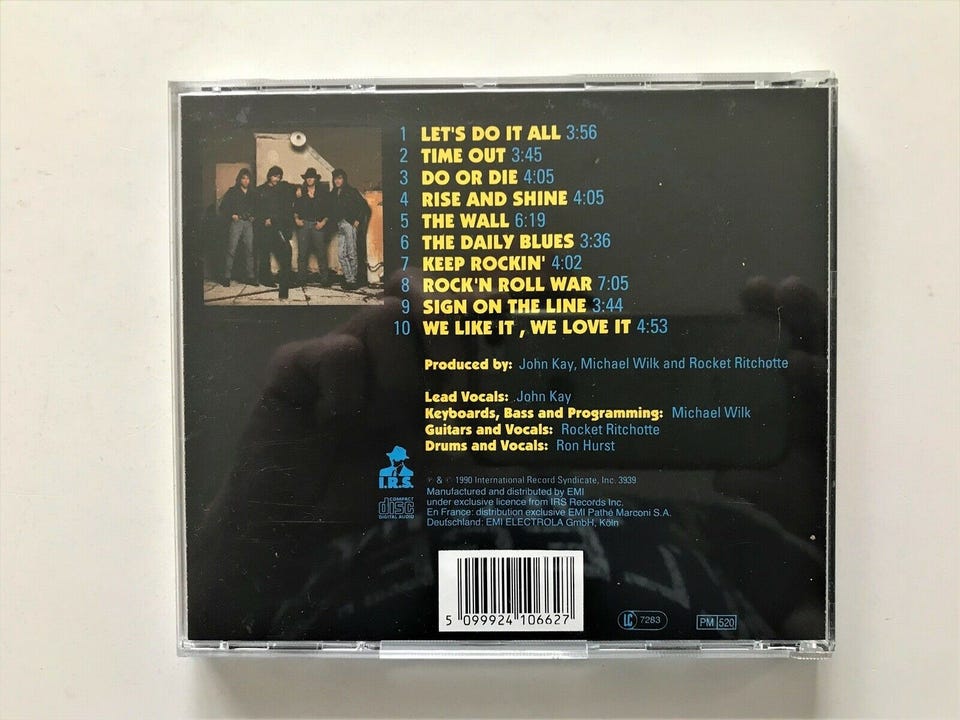 1 LET'S DO IT ALL 3:56
2 TIME OUT 3:45
3 DO OR DIE 4:05
4 RISE AND SHINE 4:05
5 THE WALL 6:19
6 THE DAILY BLUES 3:36
7 KEEP ROCKIN' 4:02
8 ROCK'N ROLL WAR 7:05
9 SIGN ON THE LINE 3:44
10 WE LIKE IT , WE LOVE IT 4:53
Produced by: John Kay, Michael Wilk and Rocket Ritchotte
Lead Vocals: John Kay
Keyboards, Bass and Programming: Michael Wilk
Guitars and Vocals: Rocket Ritchotte
Drums and Vocals: Ron Hurst
I.R.S.
COMPACT
disc
DIGITAL AUDIO
℗ & © 1990 International Record Syndicate, Inc. 3939
Manufactured and distributed by EMI
under exclusive licence from IRS Records Inc.
En France: distribution exclusive EMI Pathé Marconi S.A.
Deutschland: EMI ELECTROLA GmbH, Köln
5 099924 106627
LC 7283
PM 520